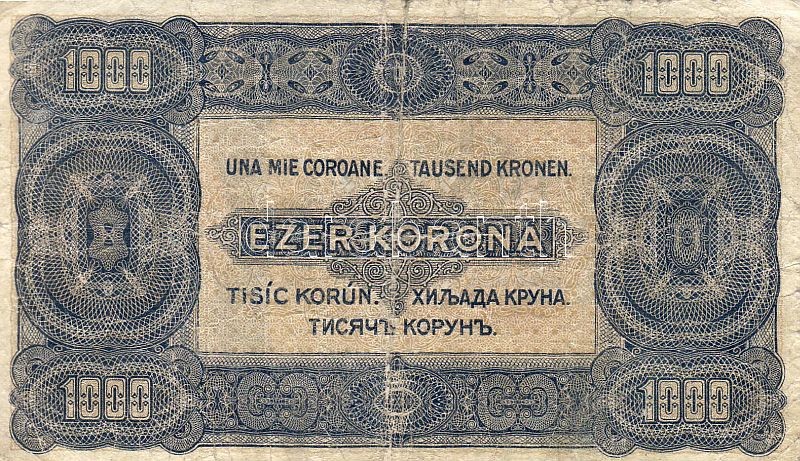 1000 1000
UNA MIE COROANE. TAUSEND KRONEN.
EZER KORONA
TISÍC KORÚN. ХИЉАДА КРУНА.
ТИСЯЧЪ КОРУНЪ.
1000 1000